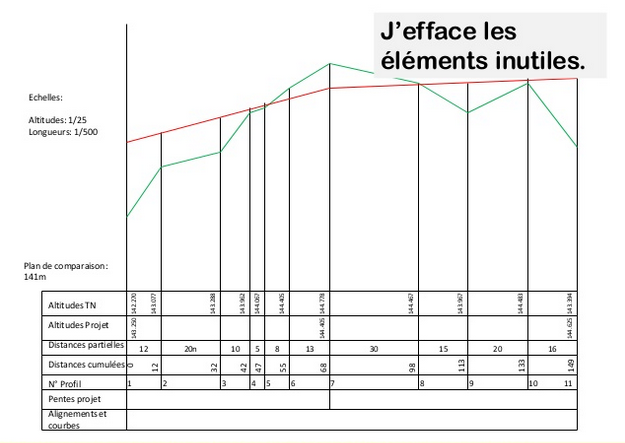 J’efface les
éléments inutiles.
Echelles:
Altitudes: 1/25
Longueurs: 1/500
Plan de comparaison:
141m
Altitudes TN 142.270 143.077 143.288 143.962 144.067 144.405 144.778 144.467 143.967 144.483 143.394
Altitudes Projet 143.250 144.405 144.625
Distances partielles 12 20n 10 5 8 13 30 15 20 16
Distances cumulées 0 12 32 42 47 55 68 98 113 133 149
N° Profil 1 2 3 4 5 6 7 8 9 10 11
Pentes projet
Alignements et
courbes